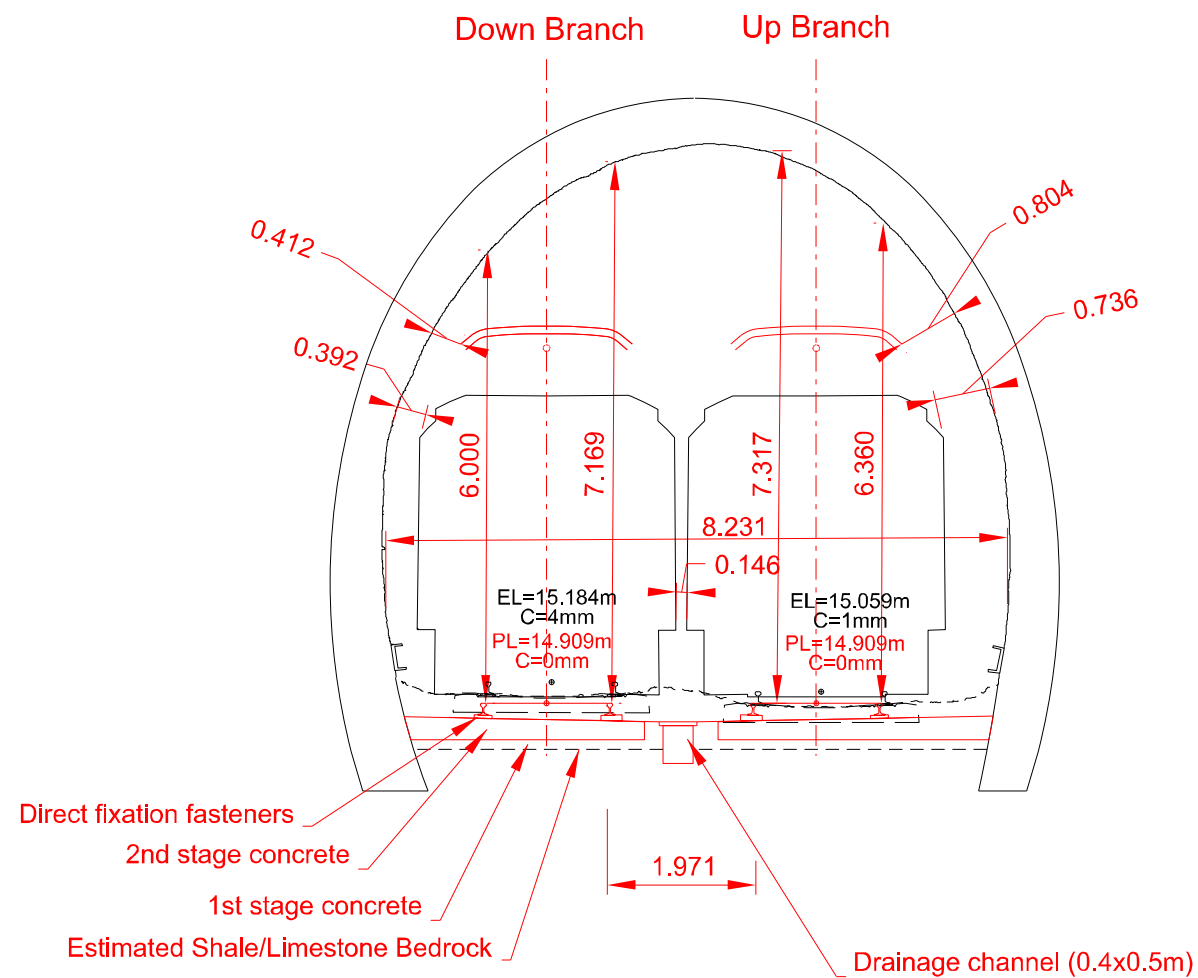 Down Branch
Up Branch
0.412
0.804
0.392
0.736
6.000
7.169
7.317
6.360
8.231
0.146
EL=15.184m
C=4mm
PL=14.909m
C=0mm
EL=15.059m
C=1mm
PL=14.909m
C=0mm
Direct fixation fasteners
2nd stage concrete
1.971
1st stage concrete
Estimated Shale/Limestone Bedrock
Drainage channel (0.4x0.5m)